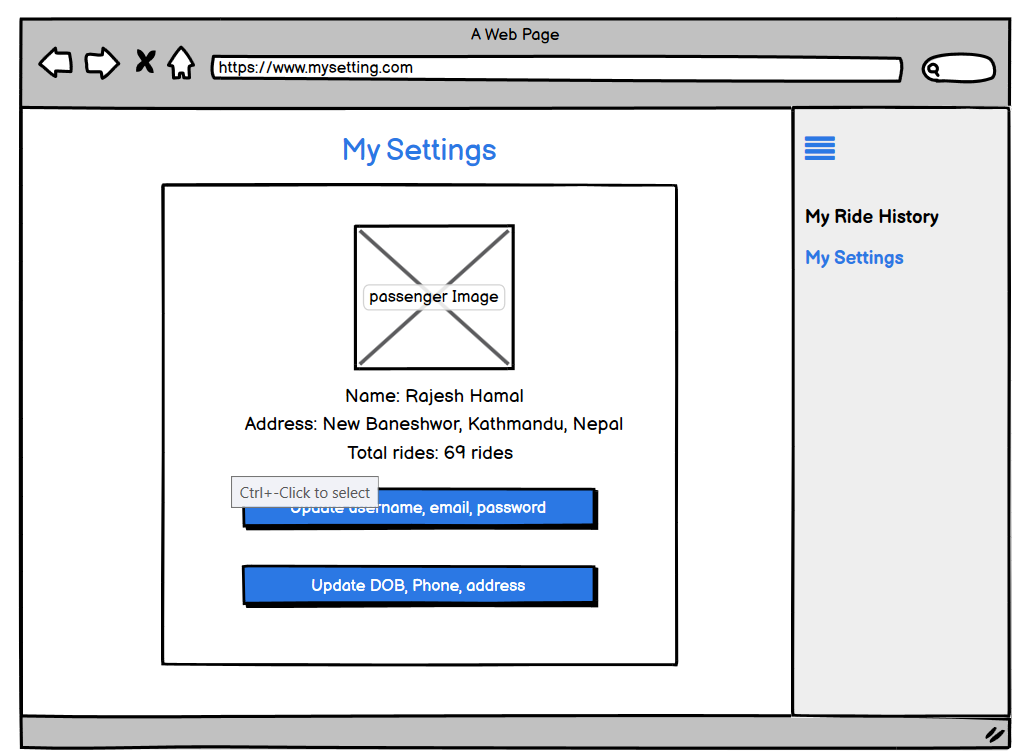 A Web Page
https://www.mysetting.com
My Settings
My Ride History
My Settings
passenger Image
Name: Rajesh Hamal
Address: New Baneshwor, Kathmandu, Nepal
Total rides: 69 rides
Ctrl+-Click to select
Update username, email, password
Update DOB, Phone, address